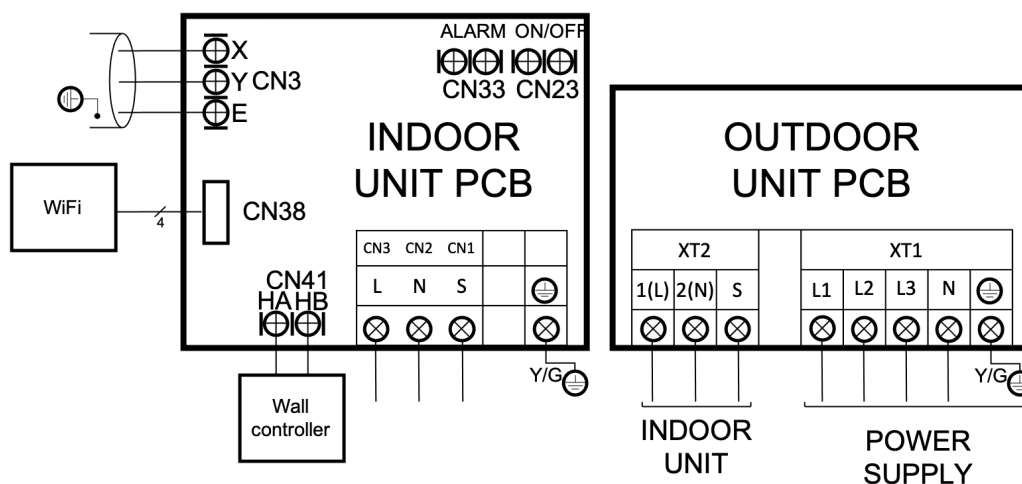 ALARM ON/OFF
CN33 CN23
X
Y CN3
E
INDOOR
UNIT PCB
WiFi
4
CN38
CN41
HA HB
CN3 CN2 CN1
L N S
Y/G
Wall
controller
OUTDOOR
UNIT PCB
XT2
1(L) 2(N) S
XT1
L1 L2 L3 N
Y/G
INDOOR
UNIT
POWER
SUPPLY